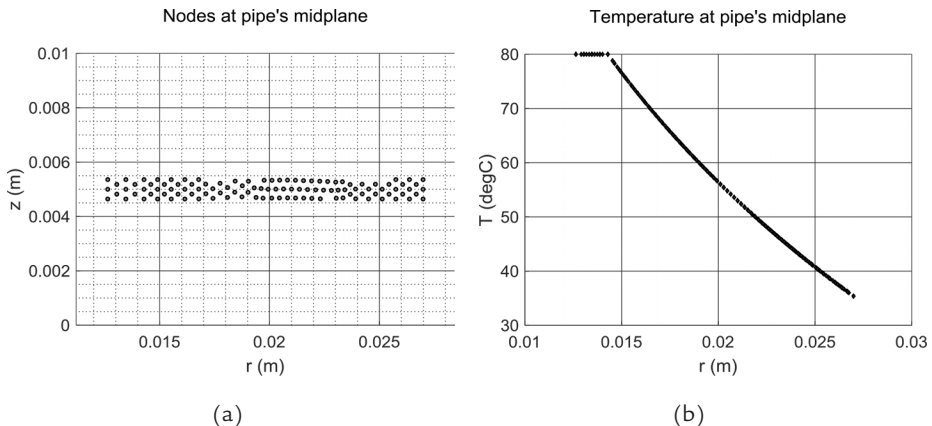 Nodes at pipe's midplane
0.01
0.008
0.006
0.004
0.002
0
z (m)
0.015
0.02
0.025
r (m)
(a)
Temperature at pipe's midplane
80
70
60
50
40
30
T (degC)
0.01
0.015
0.02
0.025
0.03
r (m)
(b)